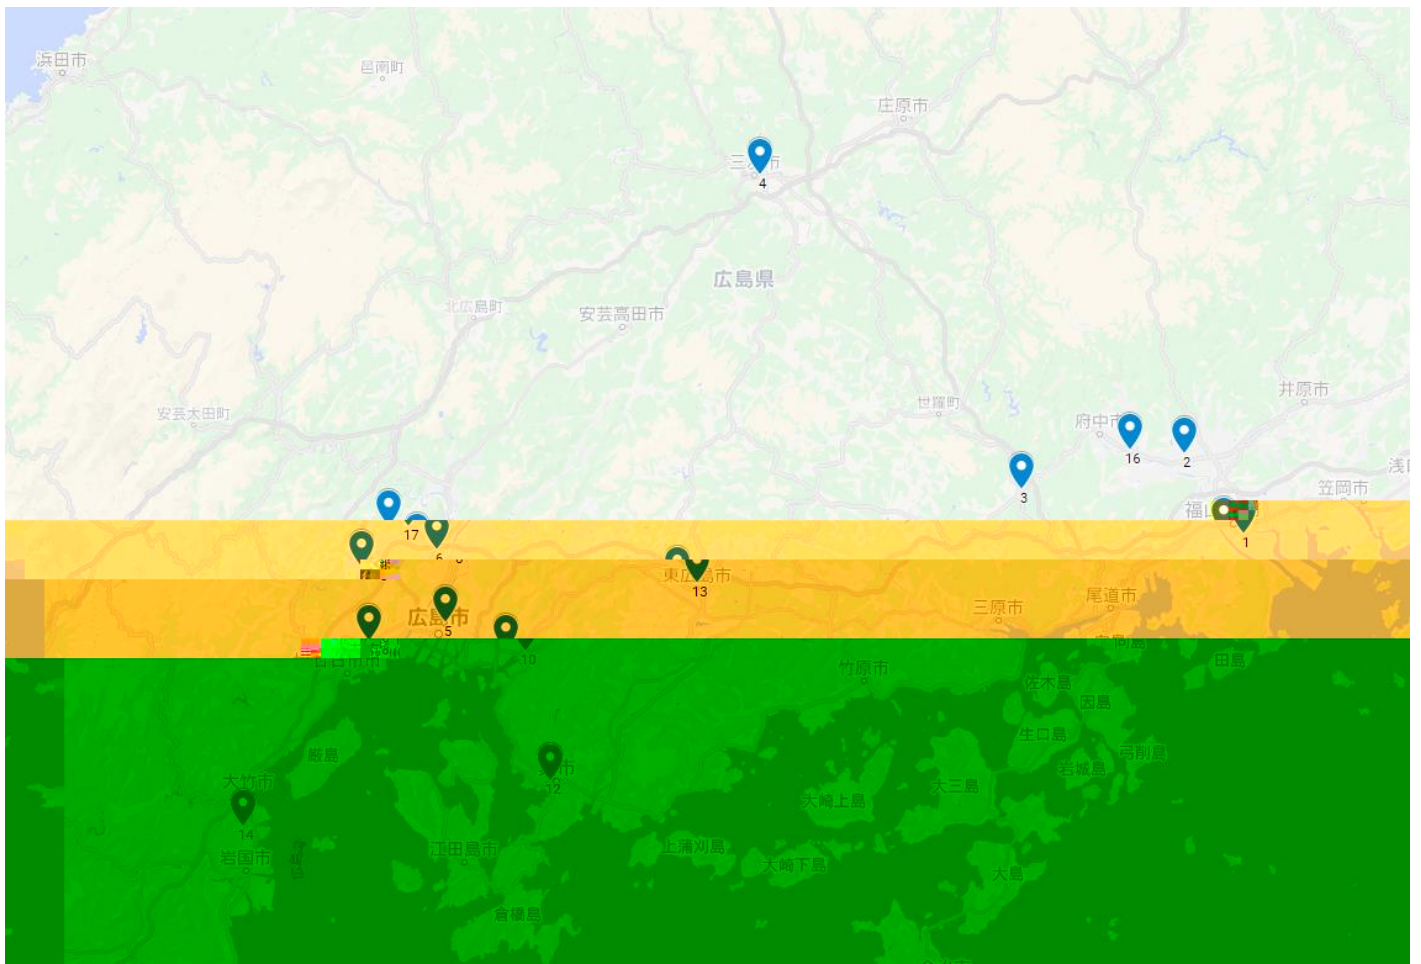 浜田市
邑南町
庄原市
4
広島県
北広島町
安芸高田市
井原市
世羅町
安芸太田町
府中市
16
2
3
笠岡市
17
1
東広島市
13
尾道市
三原市
広島市
5
10
竹原市
田島
佐木島
因島
生口島
弓削島
岩城島
厳島
大竹市
12
大三島
大崎上島
14
江田島市
上蒲刈島
大崎下島
岩国市
大島
倉橋島